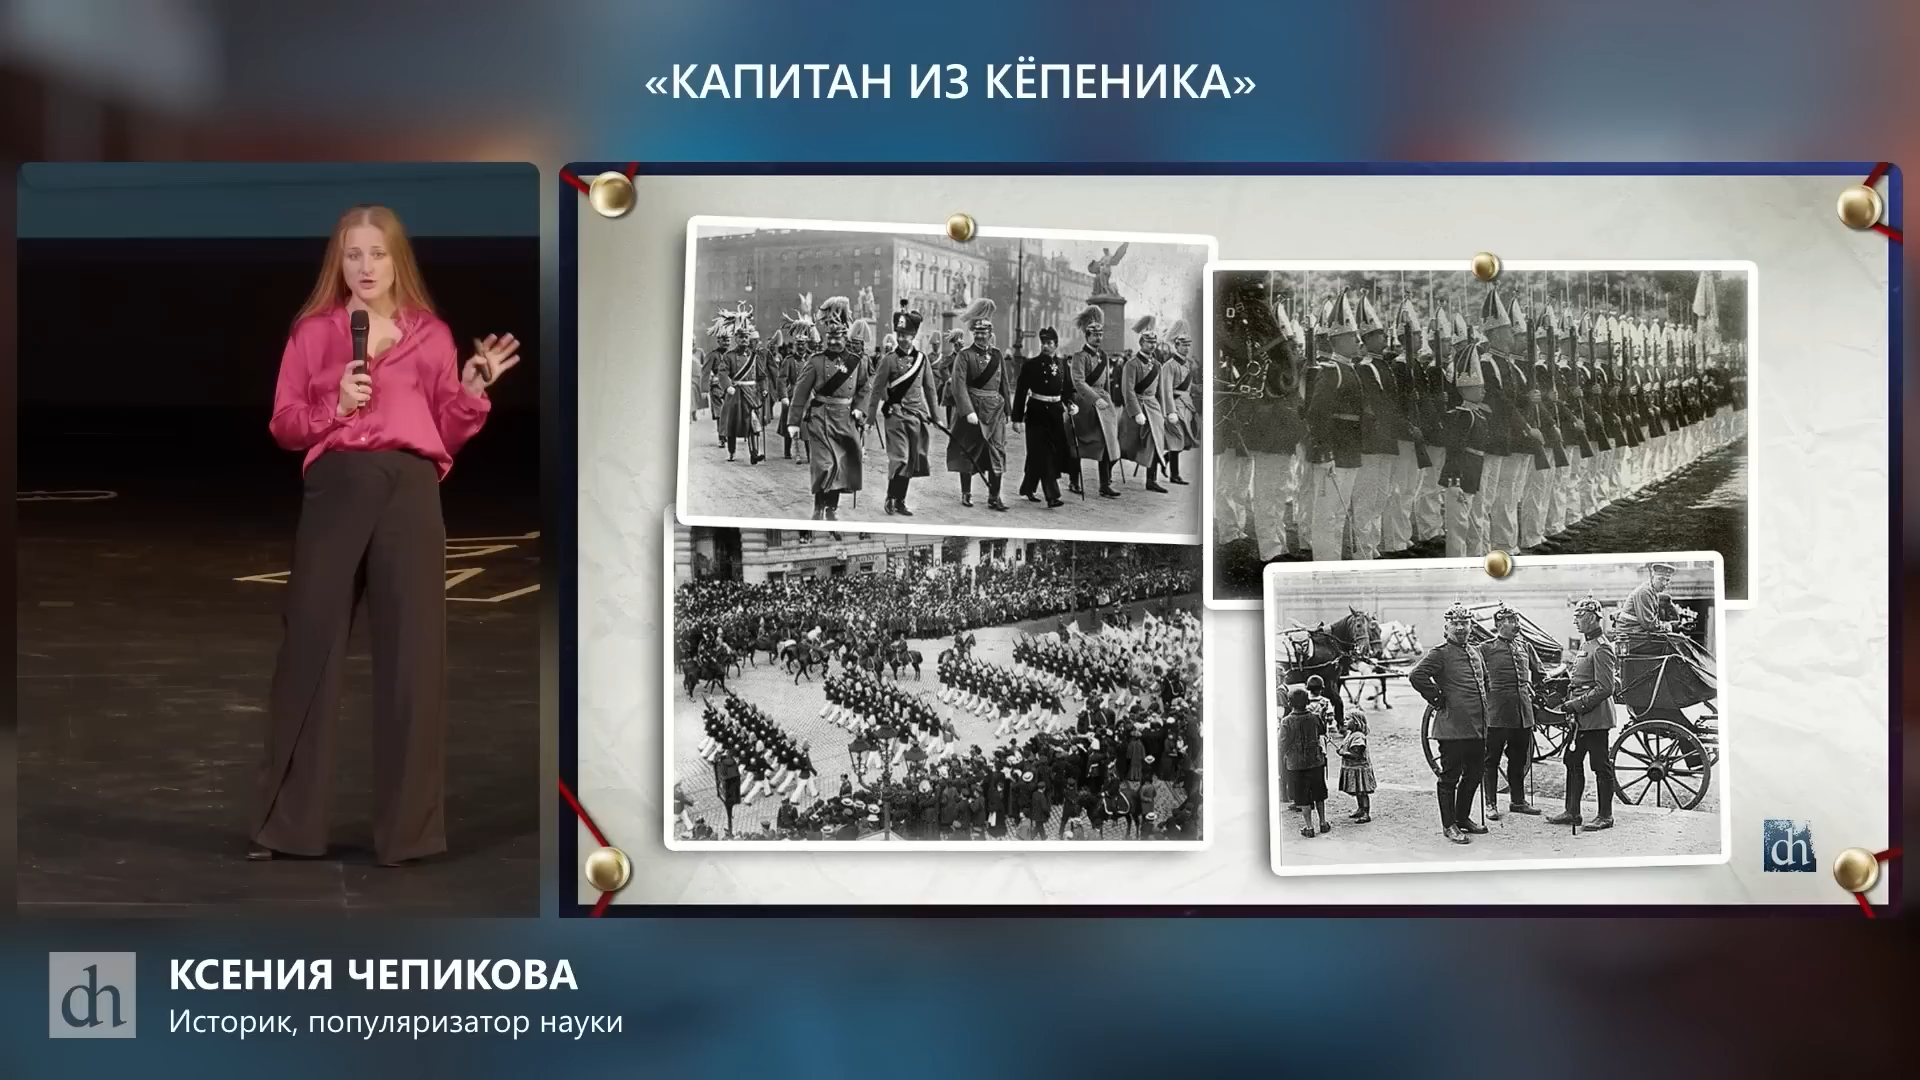 «КАПИТАН ИЗ КЁПЕНИКА»
dh
dh
КСЕНИЯ ЧЕПИКОВА
Историк, популяризатор науки